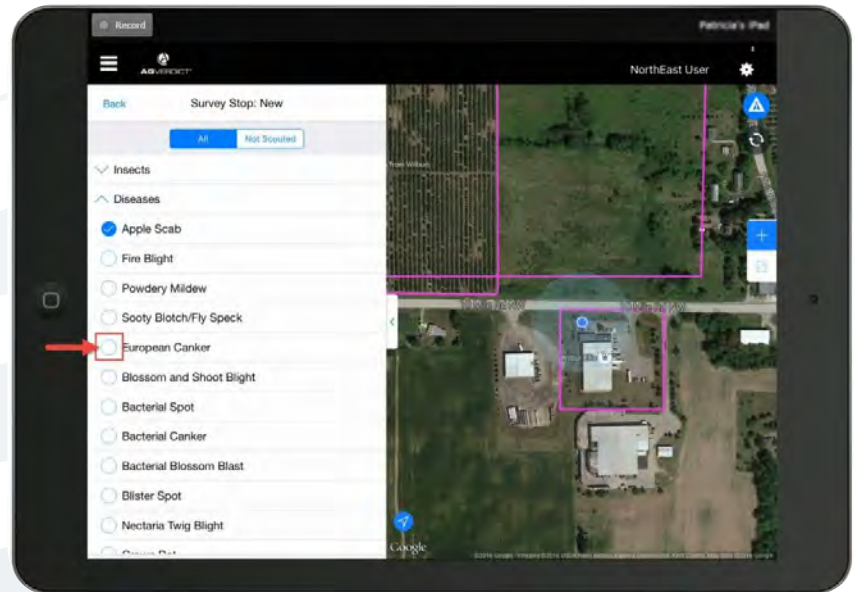 Record
Patricia's iPad
AGVERDICT
NorthEast User
Back
Survey Stop: New
All
Not Scouted
Insects
Diseases
Apple Scab
Fire Blight
Powdery Mildew
Sooty Blotch/Fly Speck
European Canker
Blossom and Shoot Blight
Bacterial Spot
Bacterial Canker
Bacterial Blossom Blast
Blister Spot
Nectaria Twig Blight
from Wilbur
Google